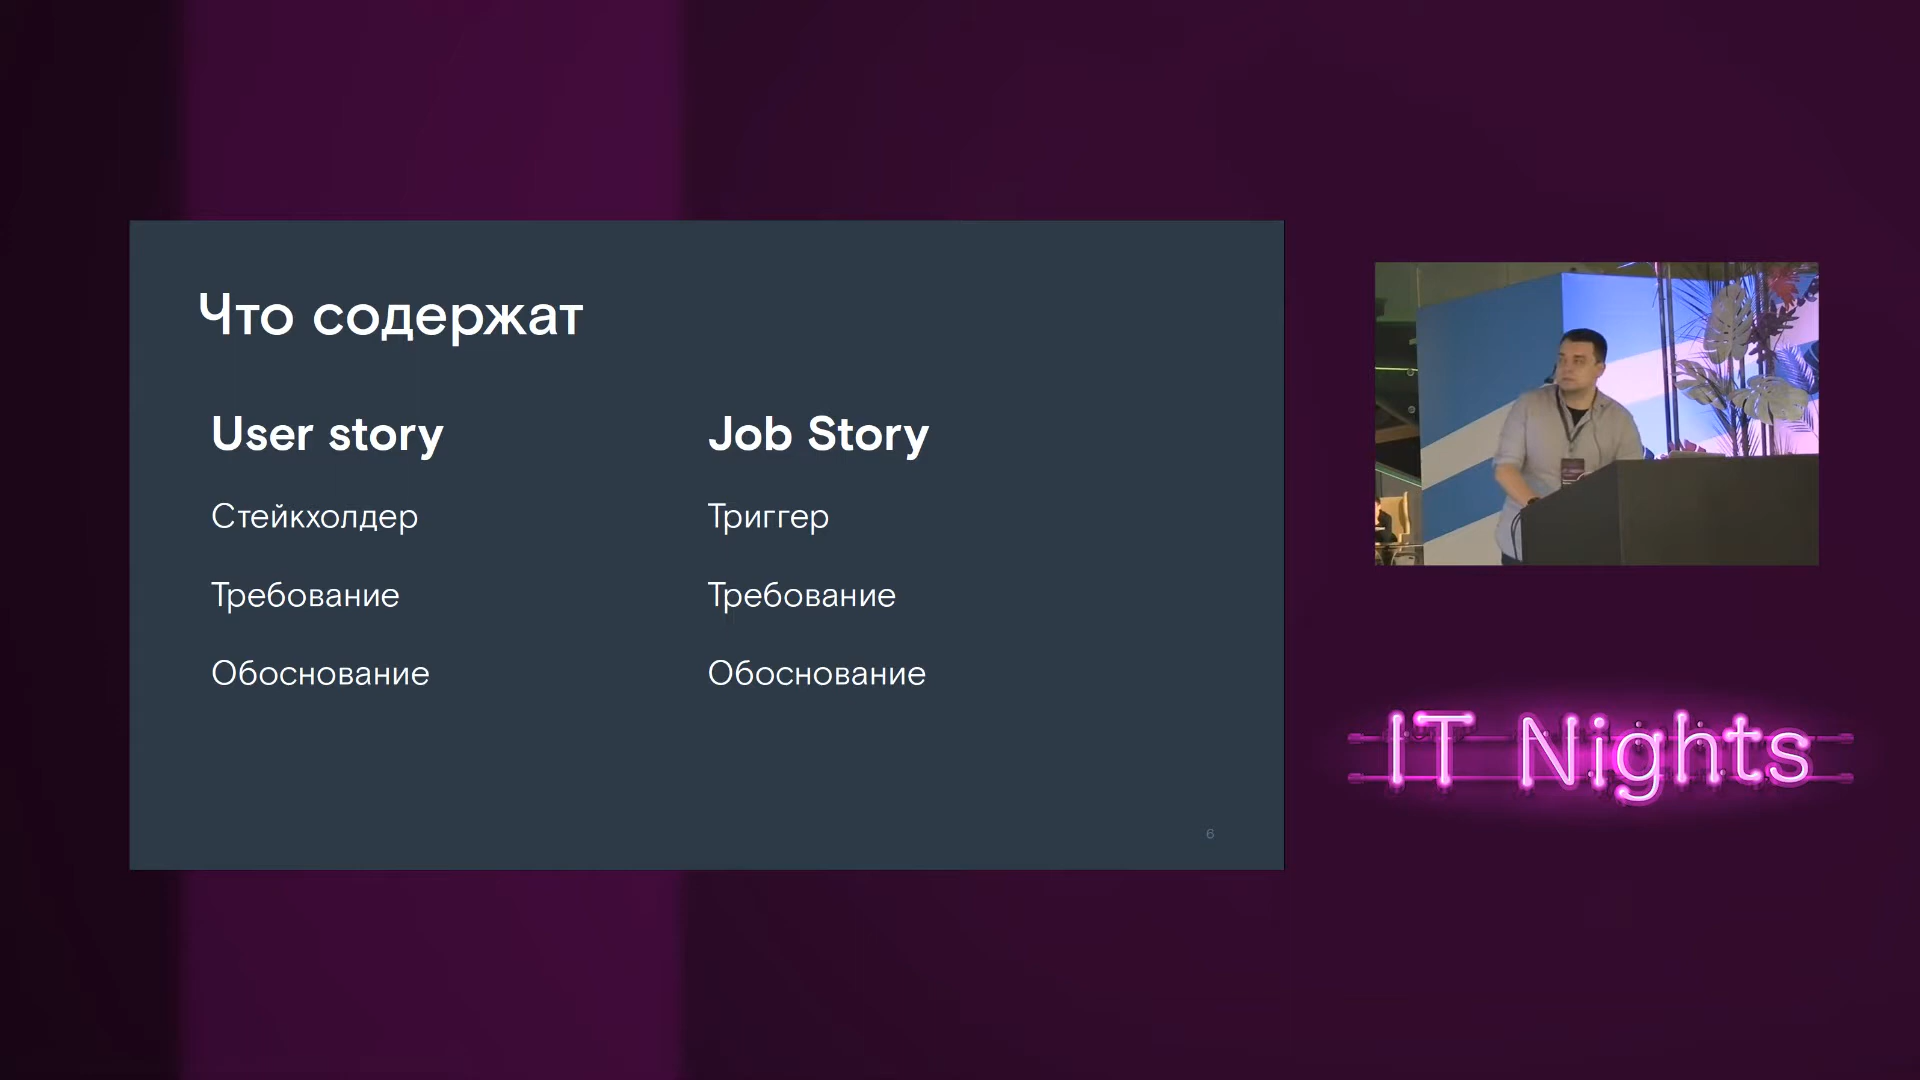 Что содержат
User story
Стейкхолдер
Требование
Обоснование
Job Story
Триггер
Требование
Обоснование
6
IT Nights